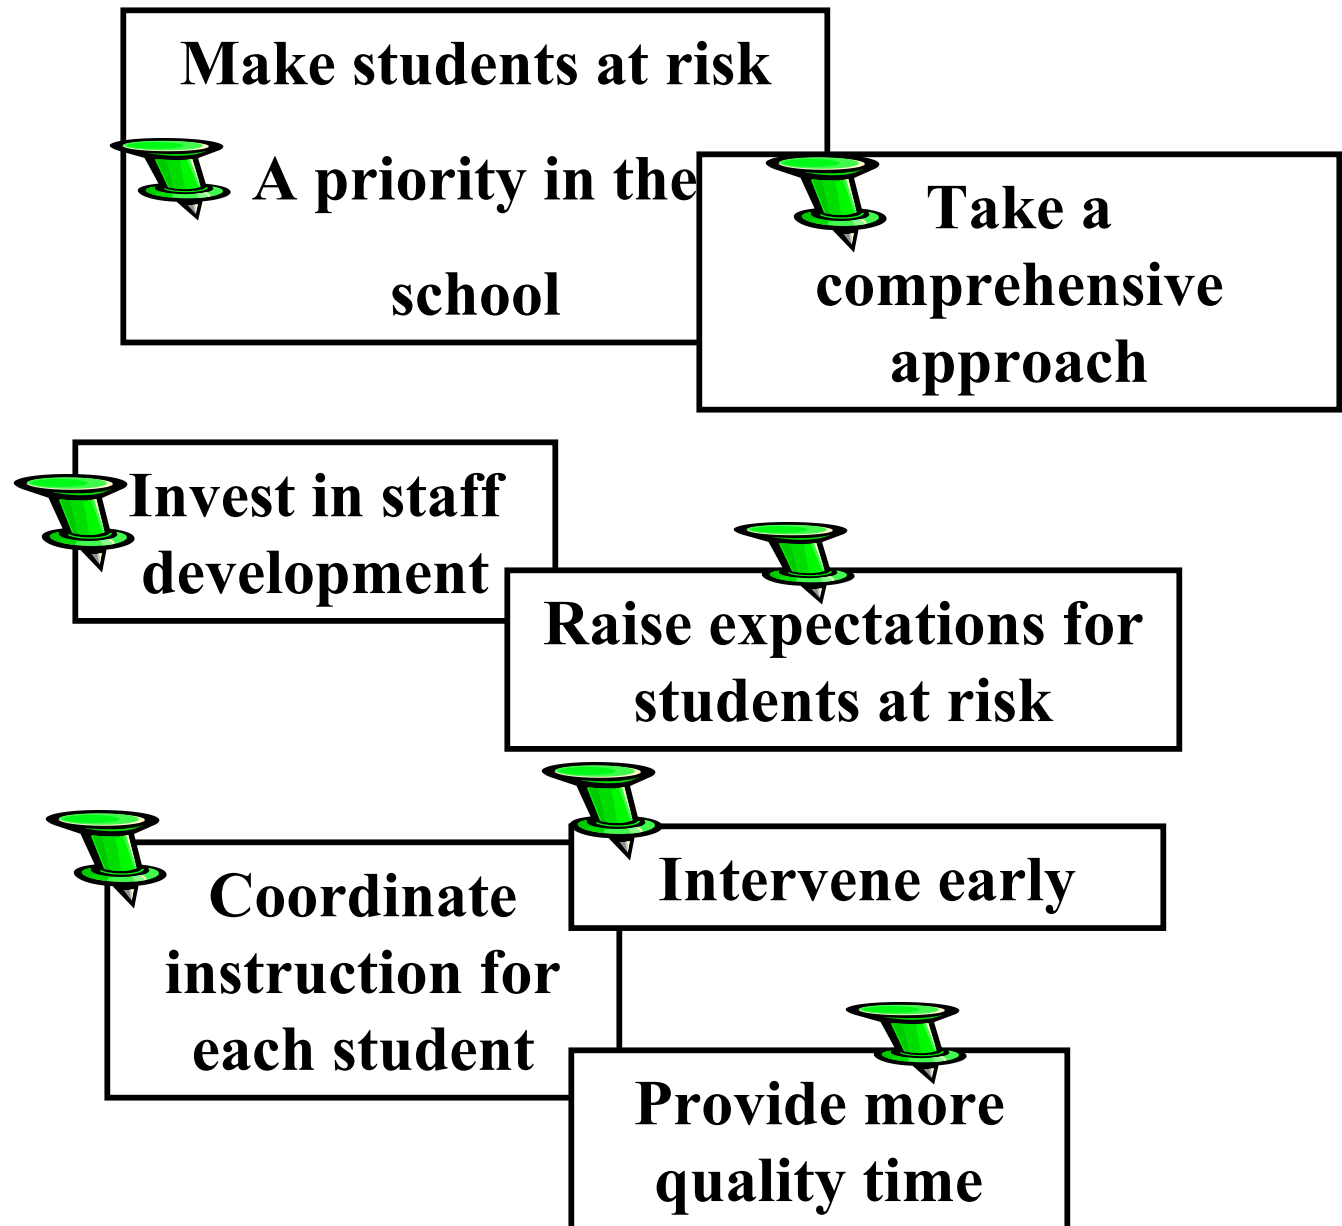 Make students at risk
A priority in the
school
Take a
comprehensive
approach
Invest in staff
development
Raise expectations for
students at risk
Intervene early
Coordinate
instruction for
each student
Provide more
quality time